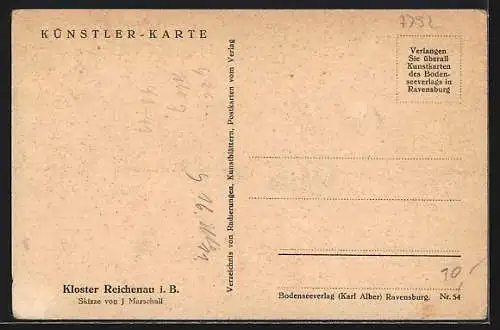 KÜNSTLER-KARTE
7752
Verlangen
Sie überall
Kunstkarten
des Boden-
seeverlags in
Ravensburg
Verzeichnis von Radierungen, Kunstblättern, Postkarten vom Verlag
Kloster Reichenau i. B.
Skizze von J Marschall
Bodenseeverlag (Karl Alber) Ravensburg. Nr. 54
10,-